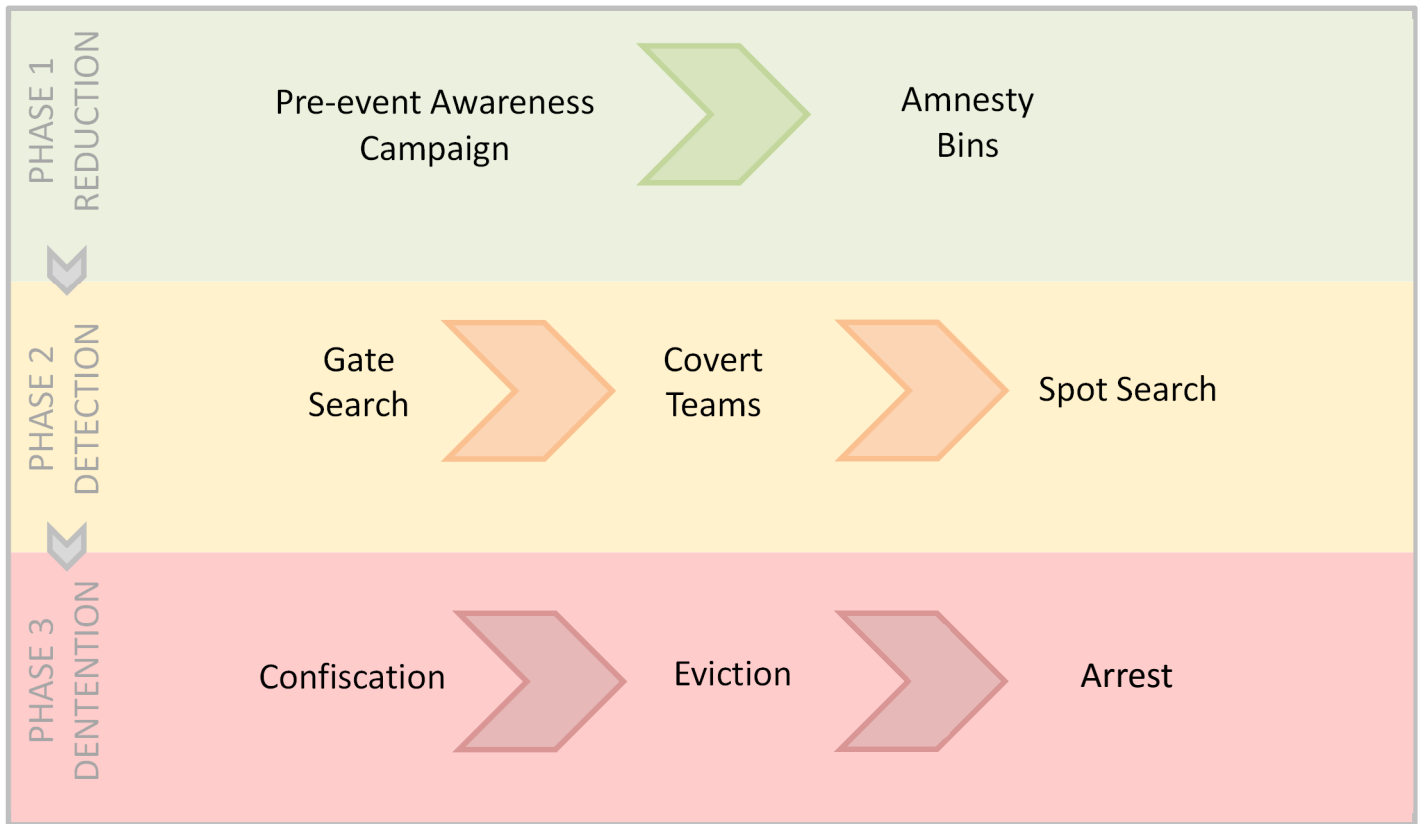 PHASE 1
REDUCTION
Pre-event Awareness
Campaign
Amnesty
Bins
PHASE 2
DETECTION
Gate
Search
Covert
Teams
Spot Search
PHASE 3
DENTENTION
Confiscation
Eviction
Arrest